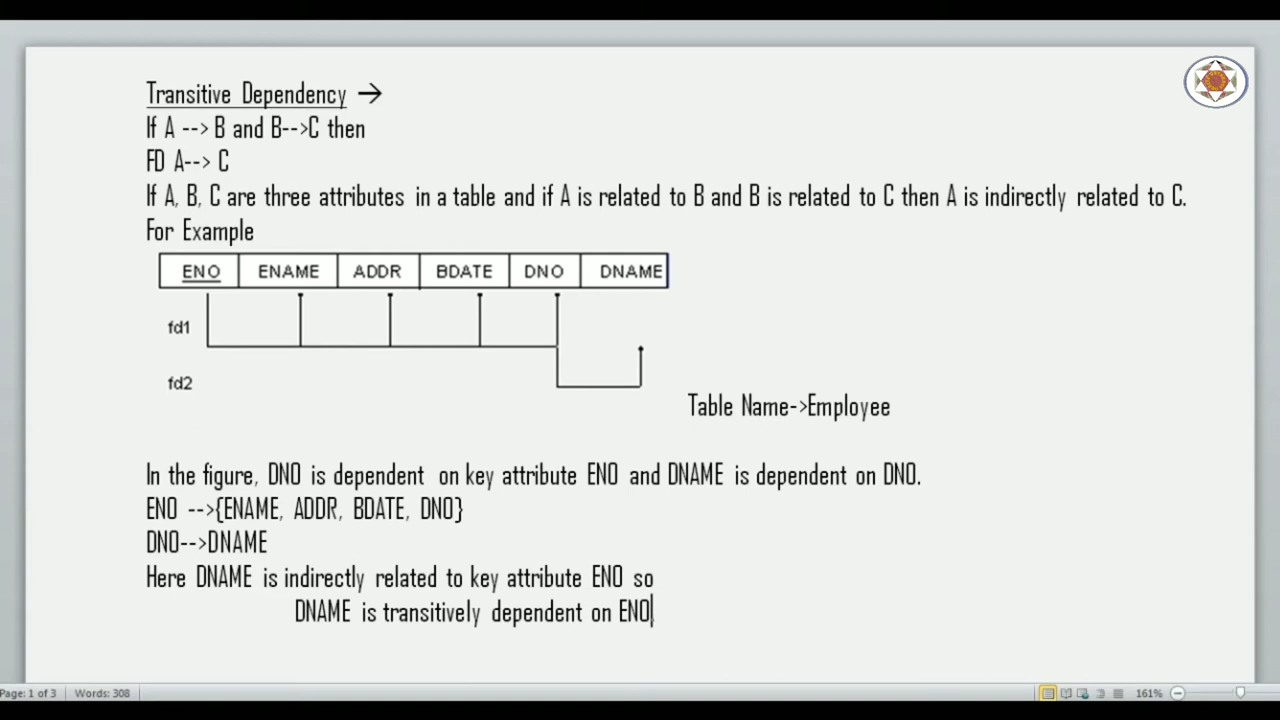 Transitive Dependency →
If A --> B and B-->C then
FD A--> C
If A, B, C are three attributes in a table and if A is related to B and B is related to C then A is indirectly related to C.
For Example
ENO ENAME ADDR BDATE DNO DNAME
fd1
fd2
Table Name->Employee
In the figure, DNO is dependent on key attribute ENO and DNAME is dependent on DNO.
ENO -->{ENAME, ADDR, BDATE, DNO}
DNO-->DNAME
Here DNAME is indirectly related to key attribute ENO so
DNAME is transitively dependent on ENO
Page: 1 of 3 Words: 308 161%